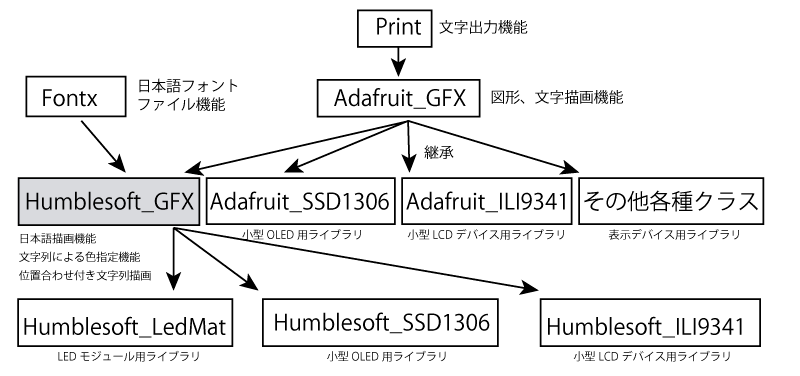 Print
文字出力機能
Fontx
日本語フォント
ファイル機能
Adafruit_GFX
図形、文字描画機能
継承
Humblesoft_GFX
Adafruit_SSD1306
Adafruit_ILI9341
その他各種クラス
日本語描画機能
文字列による色指定機能
位置合わせ付き文字列描画
小型 OLED 用ライブラリ
小型 LCD デバイス用ライブラリ
表示デバイス用ライブラリ
Humblesoft_LedMat
Humblesoft_SSD1306
Humblesoft_ILI9341
LED モジュール用ライブラリ
小型 OLED 用ライブラリ
小型 LCD デバイス用ライブラリ